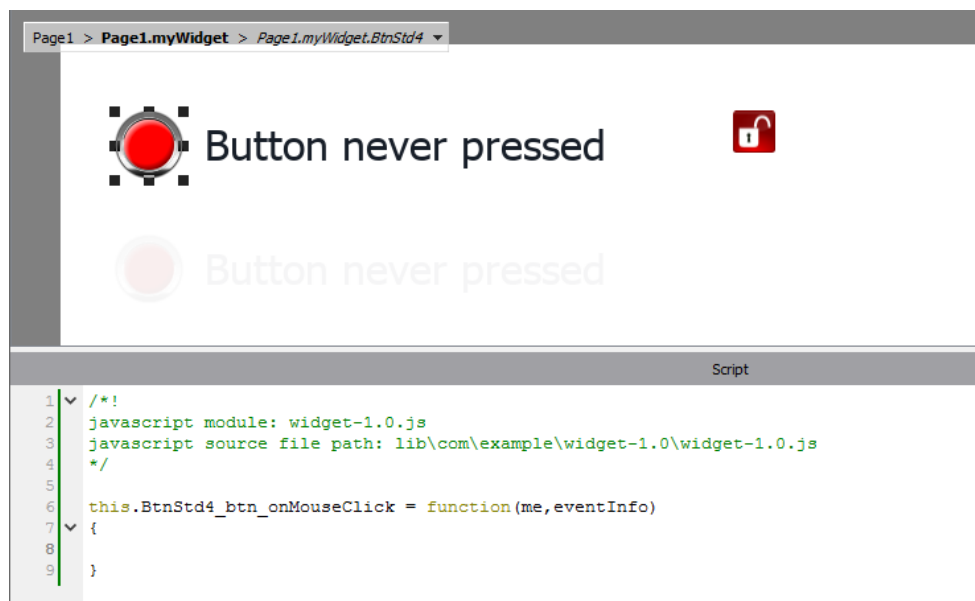 Page1 > Page1.myWidget > Page1.myWidget.BtnStd4
Button never pressed
Button never pressed
Script
1 /*!
2 javascript module: widget-1.0.js
3 javascript source file path: lib\com\example\widget-1.0\widget-1.0.js
4 */
5
6 this.BtnStd4_btn_onMouseClick = function(me,eventInfo)
7 {
8
9 }